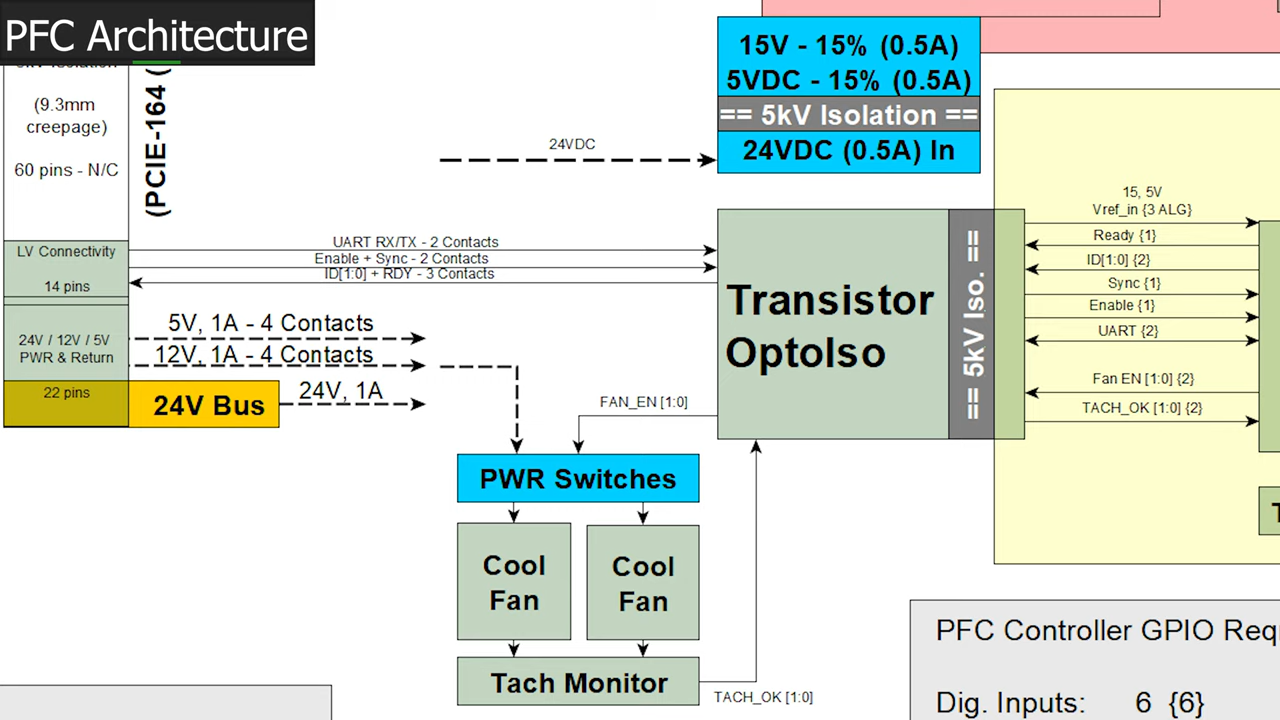 PFC Architecture
(9.3mm
creepage)
60 pins - N/C
(PCIE-164 (
LV Connectivity
14 pins
24V / 12V / 5V
PWR & Return
22 pins
24V Bus
5V, 1A - 4 Contacts
12V, 1A - 4 Contacts
24V, 1A
24VDC
15V - 15% (0.5A)
5VDC - 15% (0.5A)
== 5kV Isolation ==
24VDC (0.5A) In
UART RX/TX - 2 Contacts
Enable + Sync - 2 Contacts
ID[1:0] + RDY - 3 Contacts
Transistor
OptoIso
== 5kV Iso. ==
15, 5V
Vref_in {3 ALG}
Ready {1}
ID[1:0] {2}
Sync {1}
Enable {1}
UART {2}
Fan EN [1:0] {2}
TACH_OK [1:0] {2}
FAN_EN [1:0]
PWR Switches
Cool
Fan
Cool
Fan
Tach Monitor
TACH_OK [1:0]
PFC Controller GPIO Req
Dig. Inputs: 6 {6}